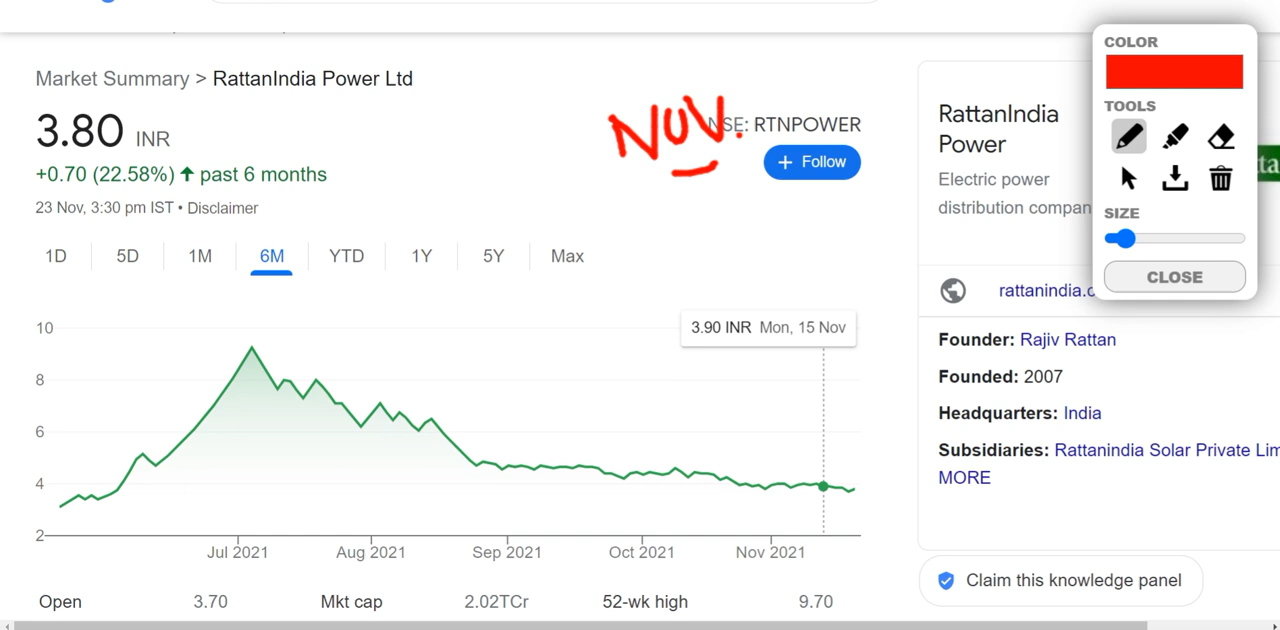 Market Summary > RattanIndia Power Ltd
3.80 INR
+0.70 (22.58%) ↑ past 6 months
23 Nov, 3:30 pm IST • Disclaimer
NOV.
NSE: RTNPOWER
+ Follow
1D 5D 1M 6M YTD 1Y 5Y Max
3.90 INR Mon, 15 Nov
10
8
6
4
2
Jul 2021 Aug 2021 Sep 2021 Oct 2021 Nov 2021
Open 3.70 Mkt cap 2.02TCr 52-wk high 9.70
RattanIndia
Power
Electric power
distribution compan
rattanindia.c
Founder: Rajiv Rattan
Founded: 2007
Headquarters: India
Subsidiaries: Rattanindia Solar Private Lim
MORE
Claim this knowledge panel
COLOR
TOOLS
SIZE
CLOSE
ta